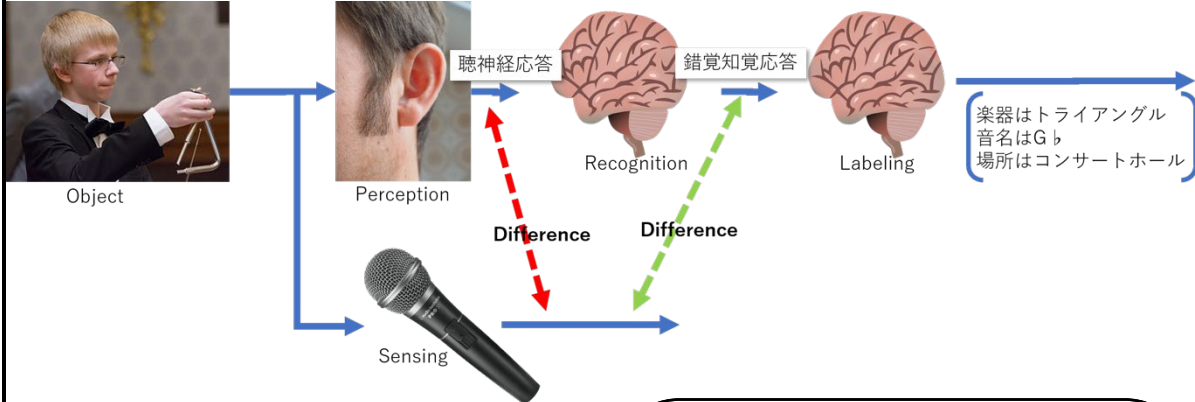 聴神経応答
錯覚知覚応答
Object
Perception
Recognition
Labeling
楽器はトライアングル
音名はG♭
場所はコンサートホール
Difference
Difference
Sensing